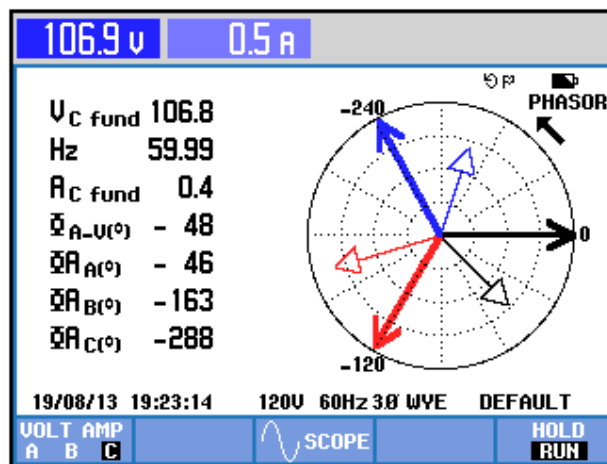 106.9 V 0.5 A
PHASOR
V C fund 106.8
Hz 59.99
A C fund 0.4
Φ A-V(°) - 48
ΦA A(°) - 46
ΦA B(°) -163
ΦA C(°) -288
-240
0
-120
19/08/13 19:23:14 120V 60Hz 3Ø WYE DEFAULT
VOLT AMP
A B C
SCOPE
HOLD
RUN